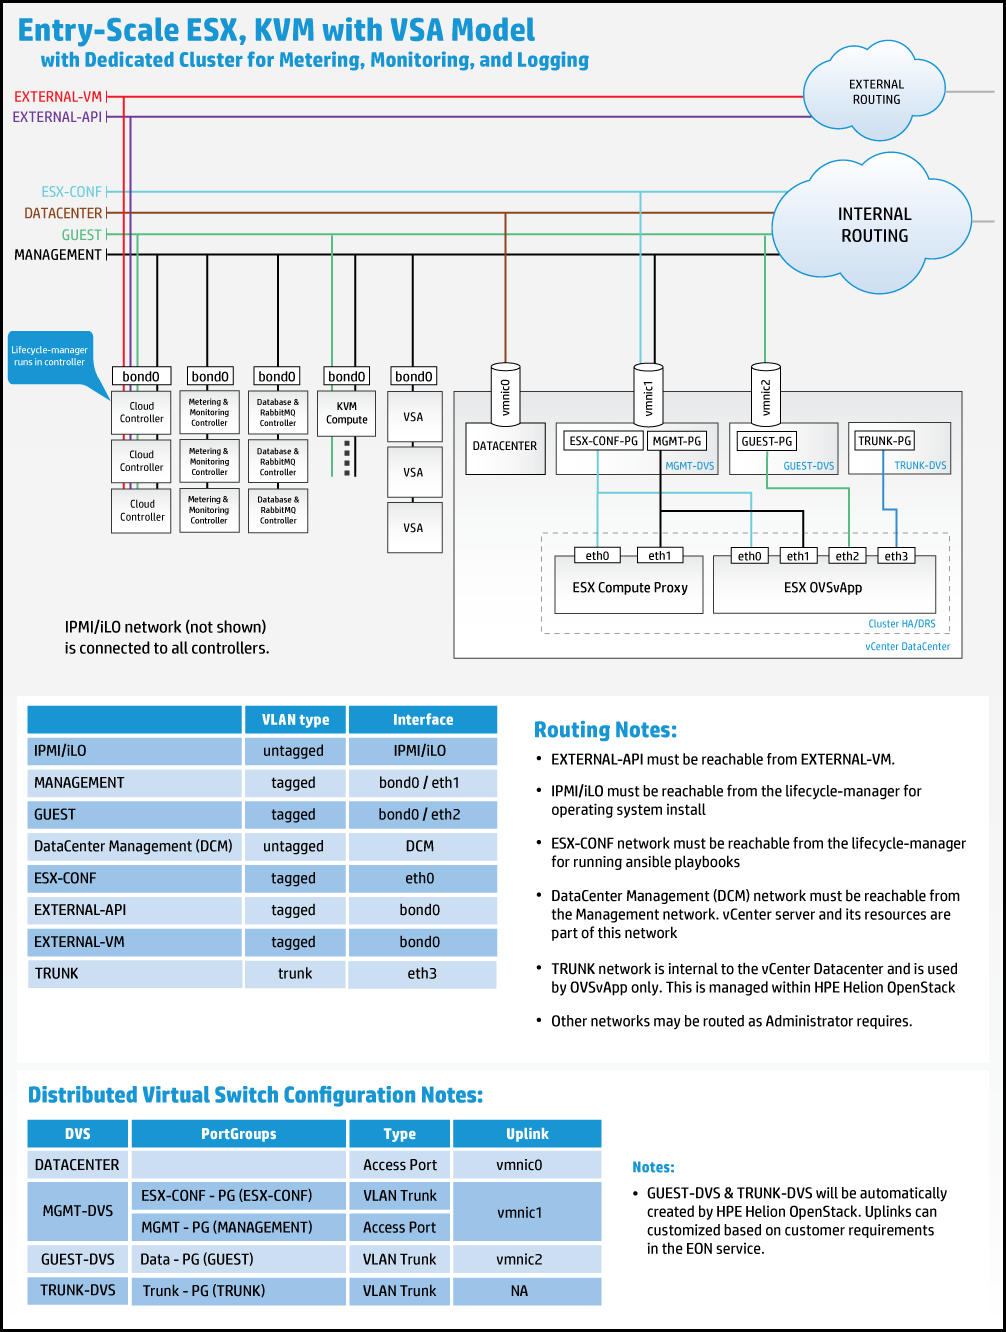 Entry-Scale ESX, KVM with VSA Model
with Dedicated Cluster for Metering, Monitoring, and Logging
EXTERNAL-VM
EXTERNAL-API
EXTERNAL
ROUTING
ESX-CONF
DATACENTER
GUEST
MANAGEMENT
INTERNAL
ROUTING
Lifecycle-manager
runs in controller
bond0
bond0
bond0
bond0
bond0
vmnic0
vmnic1
vmnic2
Cloud
Controller
Metering &
Monitoring
Controller
Database &
RabbitMQ
Controller
KVM
Compute
VSA
Cloud
Controller
Metering &
Monitoring
Controller
Database &
RabbitMQ
Controller
VSA
Cloud
Controller
Metering &
Monitoring
Controller
Database &
RabbitMQ
Controller
VSA
DATACENTER
ESX-CONF-PG
MGMT-PG
MGMT-DVS
GUEST-PG
GUEST-DVS
TRUNK-PG
TRUNK-DVS
eth0
eth1
ESX Compute Proxy
eth0
eth1
eth2
eth3
ESX OVSvApp
Cluster HA/DRS
vCenter DataCenter
IPMI/iLO network (not shown)
is connected to all controllers.
VLAN type Interface
IPMI/iLO untagged IPMI/iLO
MANAGEMENT tagged bond0 / eth1
GUEST tagged bond0 / eth2
DataCenter Management (DCM) untagged DCM
ESX-CONF tagged eth0
EXTERNAL-API tagged bond0
EXTERNAL-VM tagged bond0
TRUNK trunk eth3
Routing Notes:
• EXTERNAL-API must be reachable from EXTERNAL-VM.
• IPMI/iLO must be reachable from the lifecycle-manager for
operating system install
• ESX-CONF network must be reachable from the lifecycle-manager
for running ansible playbooks
• DataCenter Management (DCM) network must be reachable from
the Management network. vCenter server and its resources are
part of this network
• TRUNK network is internal to the vCenter Datacenter and is used
by OVSvApp only. This is managed within HPE Helion OpenStack
• Other networks may be routed as Administrator requires.
Distributed Virtual Switch Configuration Notes:
DVS PortGroups Type Uplink
DATACENTER Access Port vmnic0
MGMT-DVS ESX-CONF - PG (ESX-CONF) VLAN Trunk vmnic1
MGMT - PG (MANAGEMENT) Access Port
GUEST-DVS Data - PG (GUEST) VLAN Trunk vmnic2
TRUNK-DVS Trunk - PG (TRUNK) VLAN Trunk NA
Notes:
• GUEST-DVS & TRUNK-DVS will be automatically
created by HPE Helion OpenStack. Uplinks can
customized based on customer requirements
in the EON service.